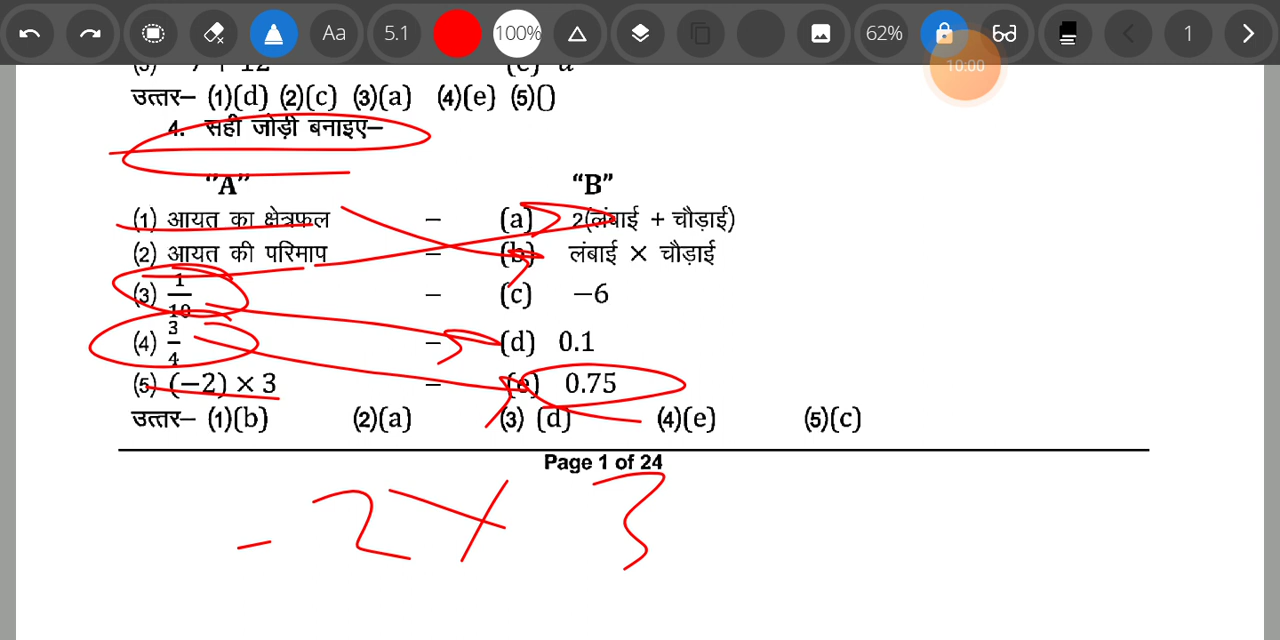 Aa 5.1 100% 62% 1
10:00
उत्तर– (1)(d) (2)(c) (3)(a) (4)(e) (5)()
4. सही जोड़ी बनाइए–
“A” “B”
(1) आयत का क्षेत्रफल – (a) 2(लंबाई + चौड़ाई)
(2) आयत की परिमाप – (b) लंबाई × चौड़ाई
(3) 1/10 – (c) −6
(4) 3/4 – (d) 0.1
(5) (−2) × 3 – (e) 0.75
उत्तर– (1)(b) (2)(a) (3) (d) (4)(e) (5)(c)
Page 1 of 24
- 2 x 3